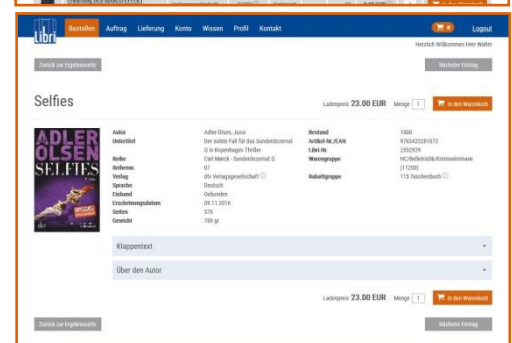 Libri
Bestellen Auftrag Lieferung Konto Wissen Profil Kontakt 0 Logout
Herzlich Willkommen Herr Walter
Zurück zur Ergebnisseite Nächster Eintrag
Selfies Ladenpreis 23.00 EUR Menge 1 In den Warenkorb
ADLER
OLSEN
SELFIES
Autor Adler-Olsen, Jussi Bestand 1000
Untertitel Der siebte Fall für das Sonderdezernat Artikel-Nr./EAN 9783423281072
Q in Kopenhagen Thriller Libri-Nr. 2552929
Reihe Carl Mørck - Sonderdezernat Q Warengruppe HC/Belletristik/Kriminalromane
Reihennr. 07 (11200)
Verlag dtv Verlagsgesellschaft Rabattgruppe 115 Taschenbuch
Sprache Deutsch
Einband Gebunden
Erscheinungsdatum 09.11.2016
Seiten 576
Gewicht 760 gr
Klappentext
Über den Autor
Ladenpreis 23.00 EUR Menge 1 In den Warenkorb
Zurück zur Ergebnisseite Nächster Eintrag